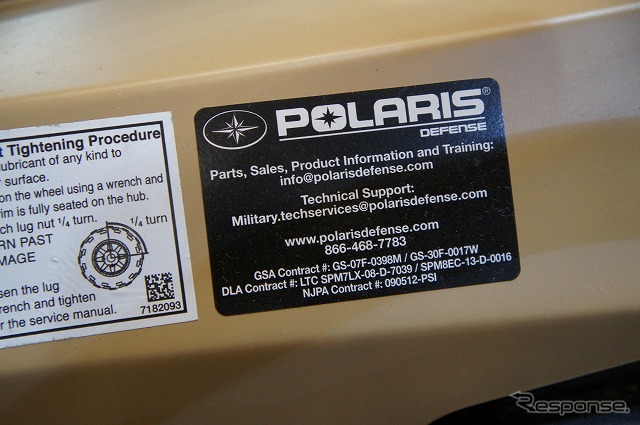 t Tightening Procedure
ubricant of any kind to
r surface.
on the wheel using a wrench and
rim is fully seated on the hub.
ch lug nut 1/4 turn. 1/4 turn
RN PAST
MAGE
sen the lug
wrench and tighten
r the service manual.
7182093
POLARIS®
DEFENSE
Parts, Sales, Product Information and Training:
info@polarisdefense.com
Technical Support:
Military.techservices@polarisdefense.com
www.polarisdefense.com
866-468-7783
GSA Contract #: GS-07F-0398M / GS-30F-0017W
DLA Contract #: LTC SPM7LX-08-D-7039 / SPM8EC-13-D-0016
NJPA Contract #: 090512-PSI
Response.